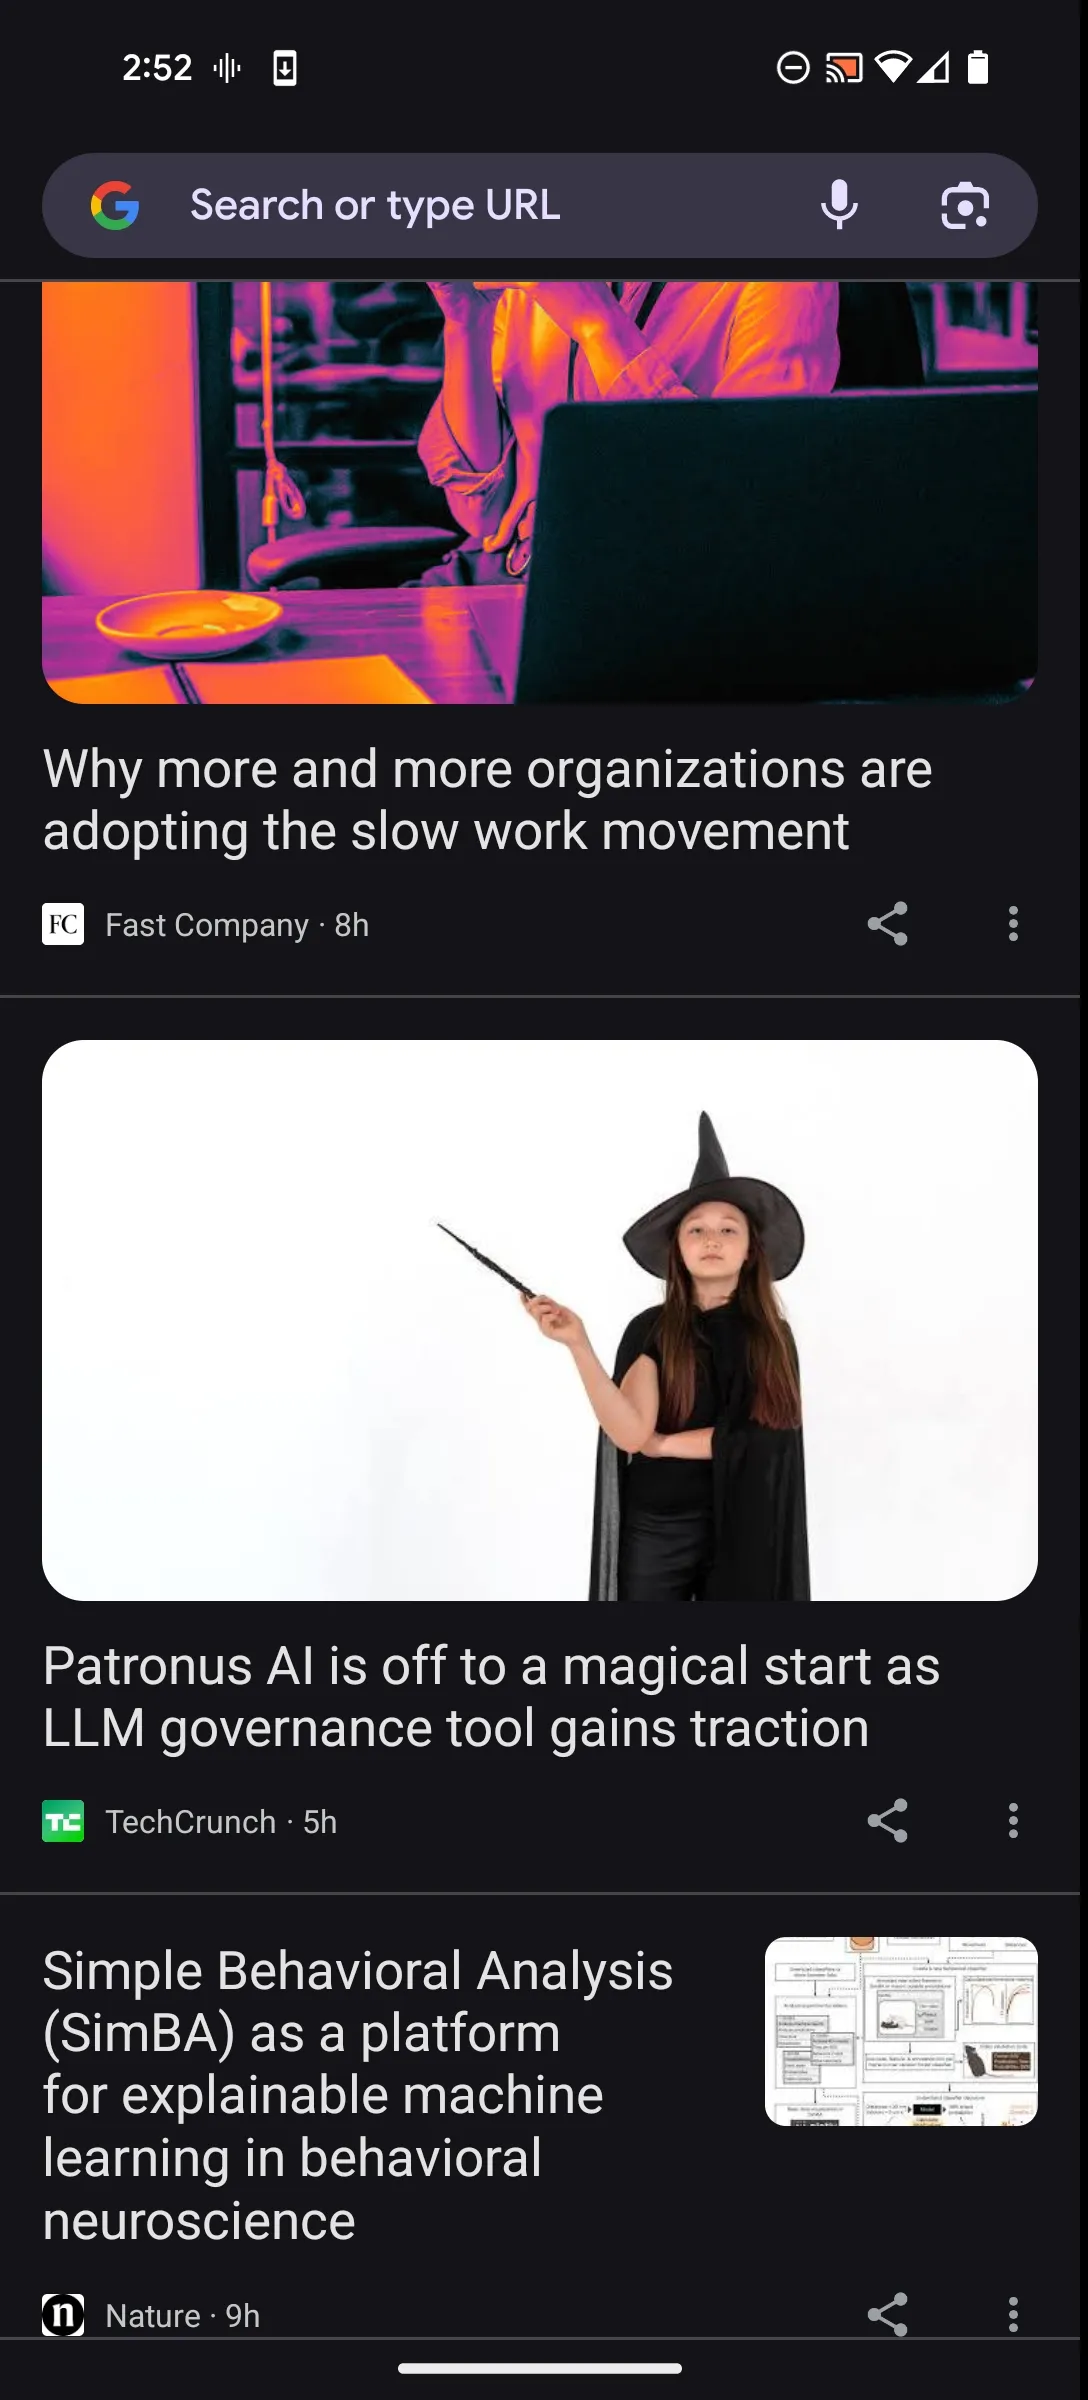 2:52
Search or type URL
Why more and more organizations are
adopting the slow work movement
FC Fast Company · 8h
Patronus AI is off to a magical start as
LLM governance tool gains traction
TC TechCrunch · 5h
Simple Behavioral Analysis
(SimBA) as a platform
for explainable machine
learning in behavioral
neuroscience
n Nature · 9h